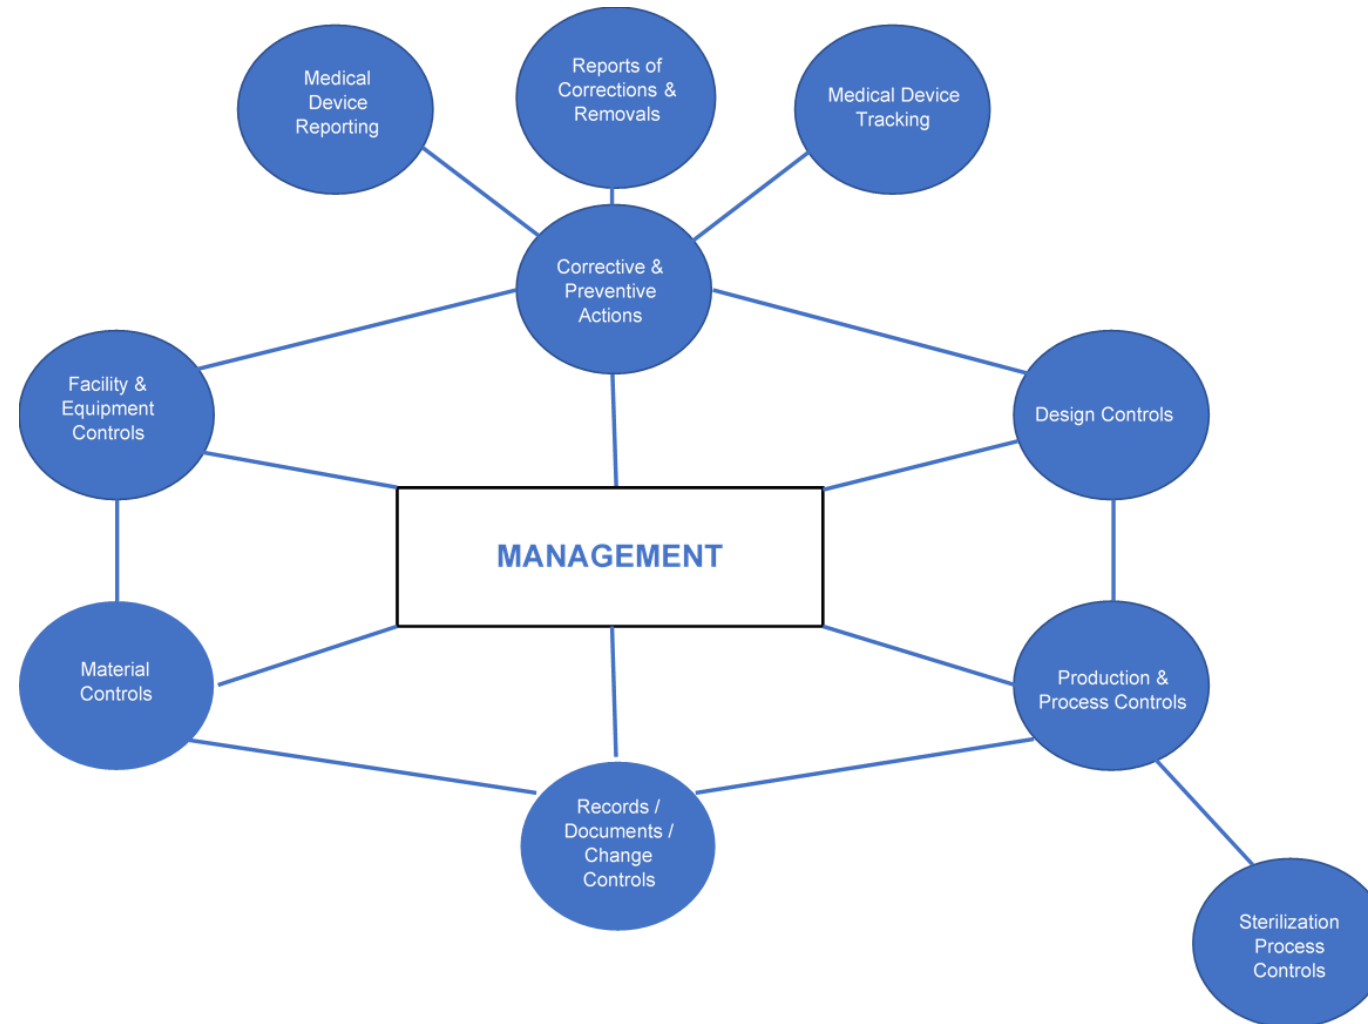 Medical
Device
Reporting
Reports of
Corrections &
Removals
Medical Device
Tracking
Corrective &
Preventive
Actions
Facility &
Equipment
Controls
Design Controls
MANAGEMENT
Material
Controls
Production &
Process Controls
Records /
Documents /
Change
Controls
Sterilization
Process
Controls